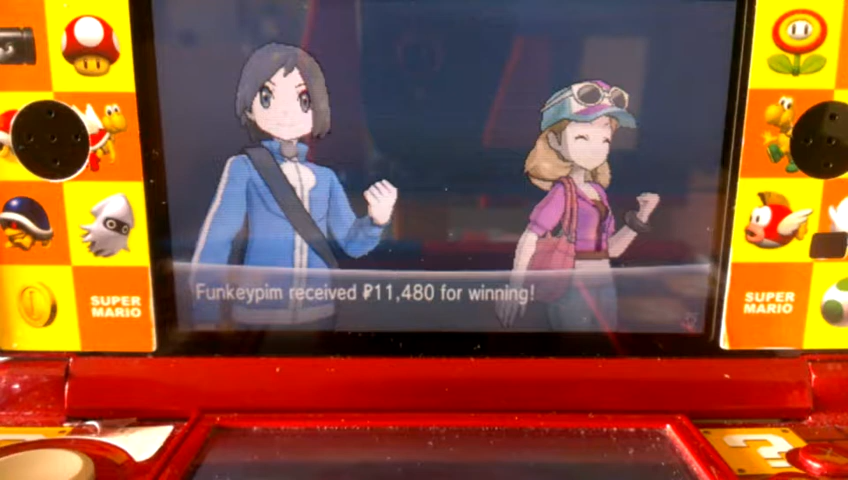 Funkeypim received ₽11,480 for winning!
SUPER
MARIO
SUPER
MARIO
?